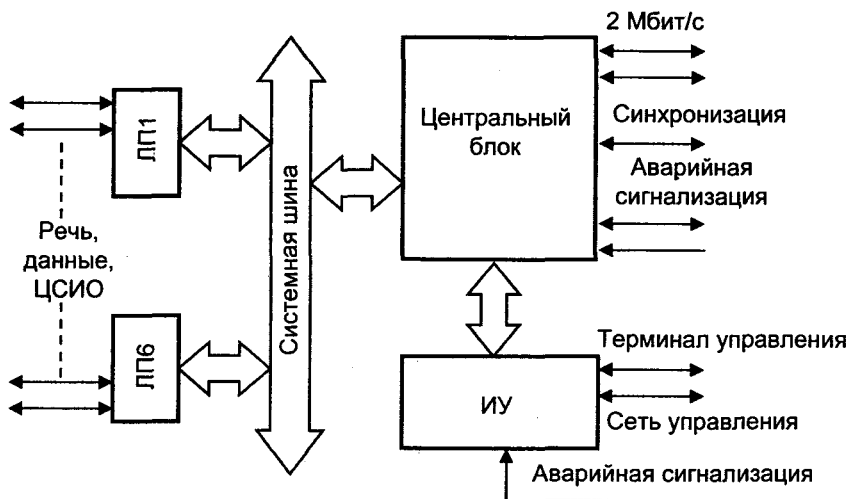 2 Мбит/с
Центральный
блок
Синхронизация
Аварийная
сигнализация
ЛП1
Системная шина
Речь,
данные,
ЦСИО
ЛП6
Терминал управления
ИУ
Сеть управления
Аварийная сигнализация